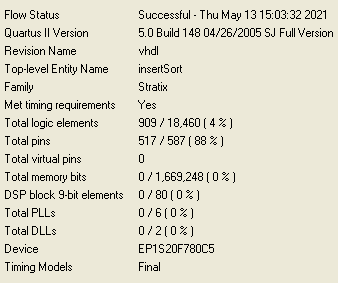 Flow Status Successful - Thu May 13 15:03:32 2021
Quartus II Version 5.0 Build 148 04/26/2005 SJ Full Version
Revision Name vhdl
Top-level Entity Name insertSort
Family Stratix
Met timing requirements Yes
Total logic elements 909 / 18,460 ( 4 % )
Total pins 517 / 587 ( 88 % )
Total virtual pins 0
Total memory bits 0 / 1,669,248 ( 0 % )
DSP block 9-bit elements 0 / 80 ( 0 % )
Total PLLs 0 / 6 ( 0 % )
Total DLLs 0 / 2 ( 0 % )
Device EP1S20F780C5
Timing Models Final